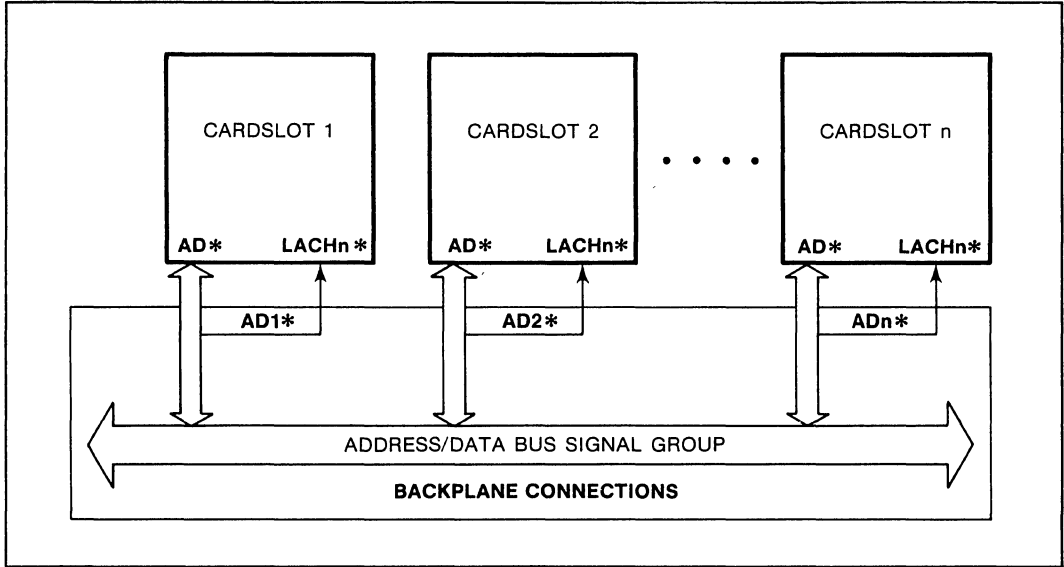 CARDSLOT 1
CARDSLOT 2
CARDSLOT n
AD* LACHn*
AD* LACHn*
AD* LACHn*
AD1*
AD2*
ADn*
ADDRESS/DATA BUS SIGNAL GROUP
BACKPLANE CONNECTIONS